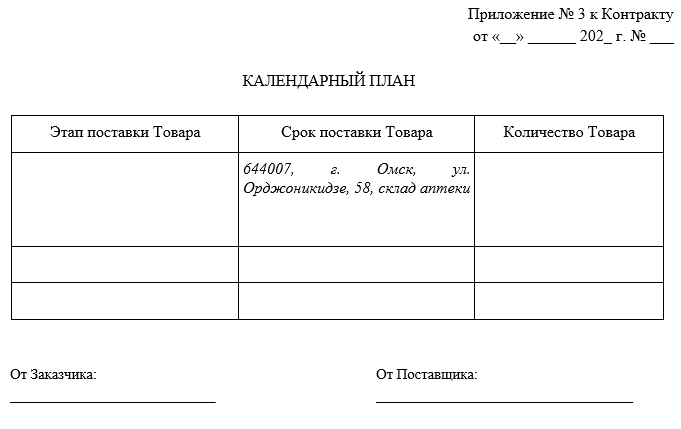 Приложение № 3 к Контракту
от «__» ______ 202_ г. № ___
КАЛЕНДАРНЫЙ ПЛАН
Этап поставки Товара Срок поставки Товара Количество Товара
644007, г. Омск, ул.
Орджоникидзе, 58, склад аптеки
От Заказчика: От Поставщика: